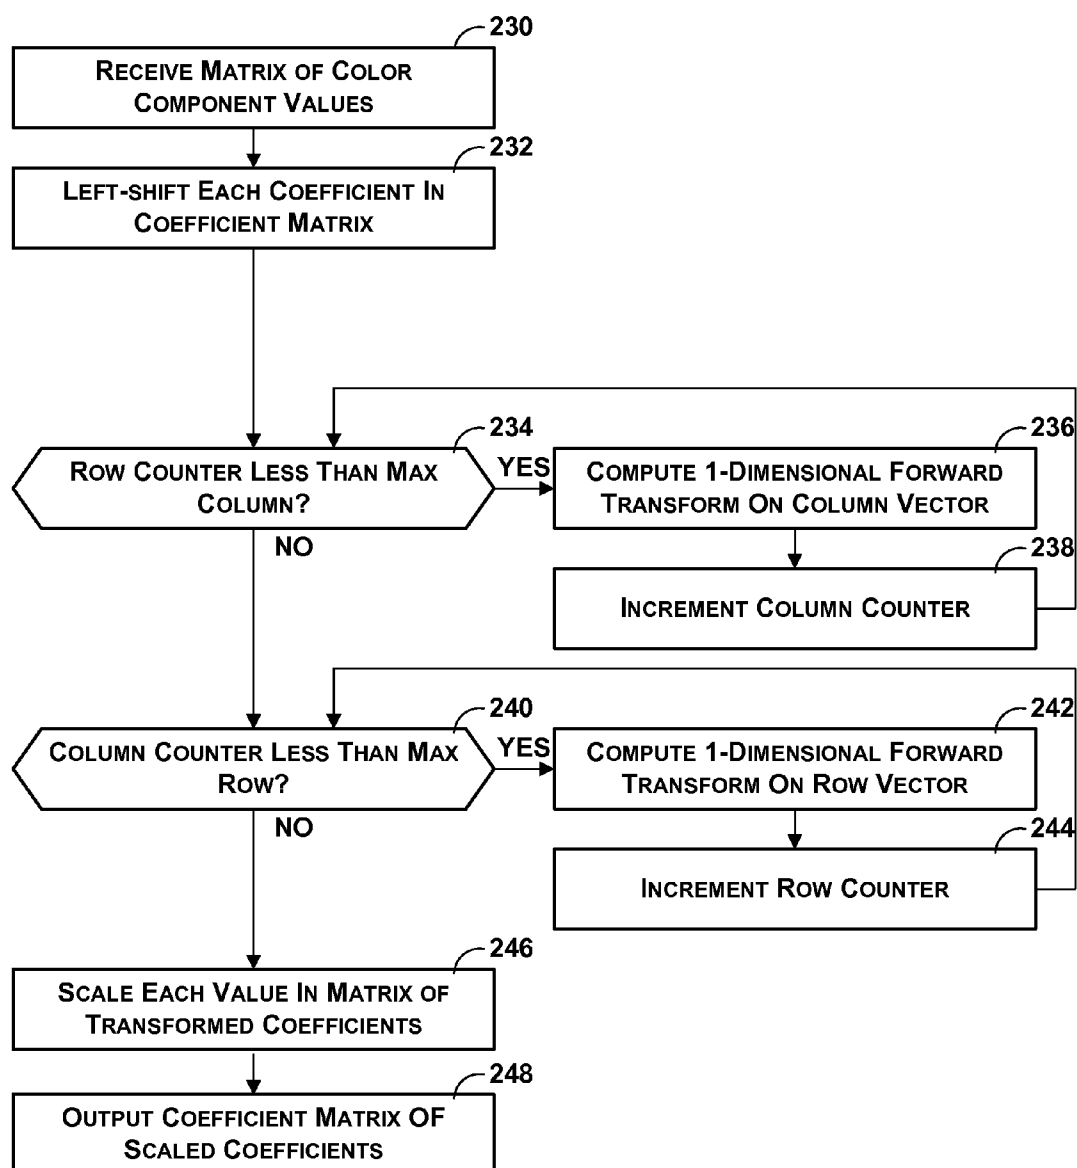 230
RECEIVE MATRIX OF COLOR
COMPONENT VALUES
232
LEFT-SHIFT EACH COEFFICIENT IN
COEFFICIENT MATRIX
234
ROW COUNTER LESS THAN MAX
COLUMN?
YES
NO
236
COMPUTE 1-DIMENSIONAL FORWARD
TRANSFORM ON COLUMN VECTOR
238
INCREMENT COLUMN COUNTER
240
COLUMN COUNTER LESS THAN MAX
ROW?
YES
NO
242
COMPUTE 1-DIMENSIONAL FORWARD
TRANSFORM ON ROW VECTOR
244
INCREMENT ROW COUNTER
246
SCALE EACH VALUE IN MATRIX OF
TRANSFORMED COEFFICIENTS
248
OUTPUT COEFFICIENT MATRIX OF
SCALED COEFFICIENTS